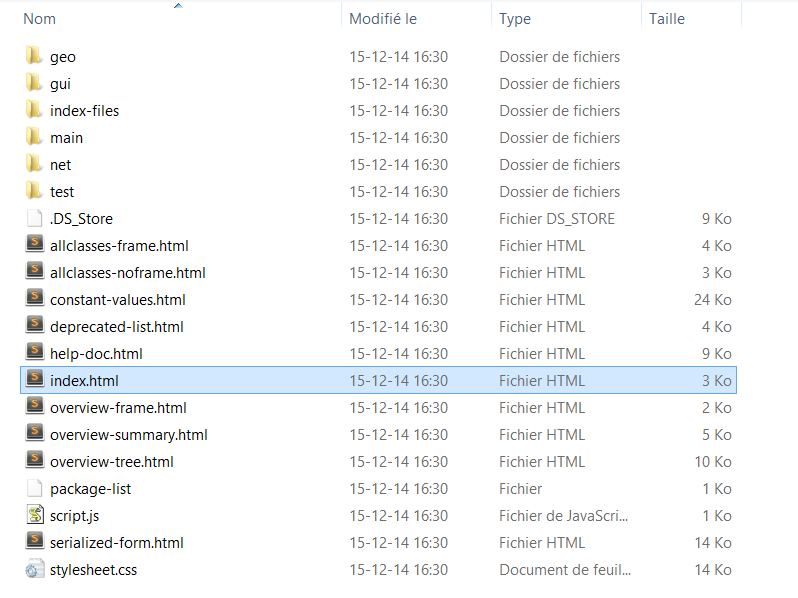 Nom Modifié le Type Taille
geo 15-12-14 16:30 Dossier de fichiers
gui 15-12-14 16:30 Dossier de fichiers
index-files 15-12-14 16:30 Dossier de fichiers
main 15-12-14 16:30 Dossier de fichiers
net 15-12-14 16:30 Dossier de fichiers
test 15-12-14 16:30 Dossier de fichiers
.DS_Store 15-12-14 16:30 Fichier DS_STORE 9 Ko
allclasses-frame.html 15-12-14 16:30 Fichier HTML 4 Ko
allclasses-noframe.html 15-12-14 16:30 Fichier HTML 3 Ko
constant-values.html 15-12-14 16:30 Fichier HTML 24 Ko
deprecated-list.html 15-12-14 16:30 Fichier HTML 4 Ko
help-doc.html 15-12-14 16:30 Fichier HTML 9 Ko
index.html 15-12-14 16:30 Fichier HTML 3 Ko
overview-frame.html 15-12-14 16:30 Fichier HTML 2 Ko
overview-summary.html 15-12-14 16:30 Fichier HTML 5 Ko
overview-tree.html 15-12-14 16:30 Fichier HTML 10 Ko
package-list 15-12-14 16:30 Fichier 1 Ko
script.js 15-12-14 16:30 Fichier de JavaScri... 1 Ko
serialized-form.html 15-12-14 16:30 Fichier HTML 14 Ko
stylesheet.css 15-12-14 16:30 Document de feuil... 14 Ko